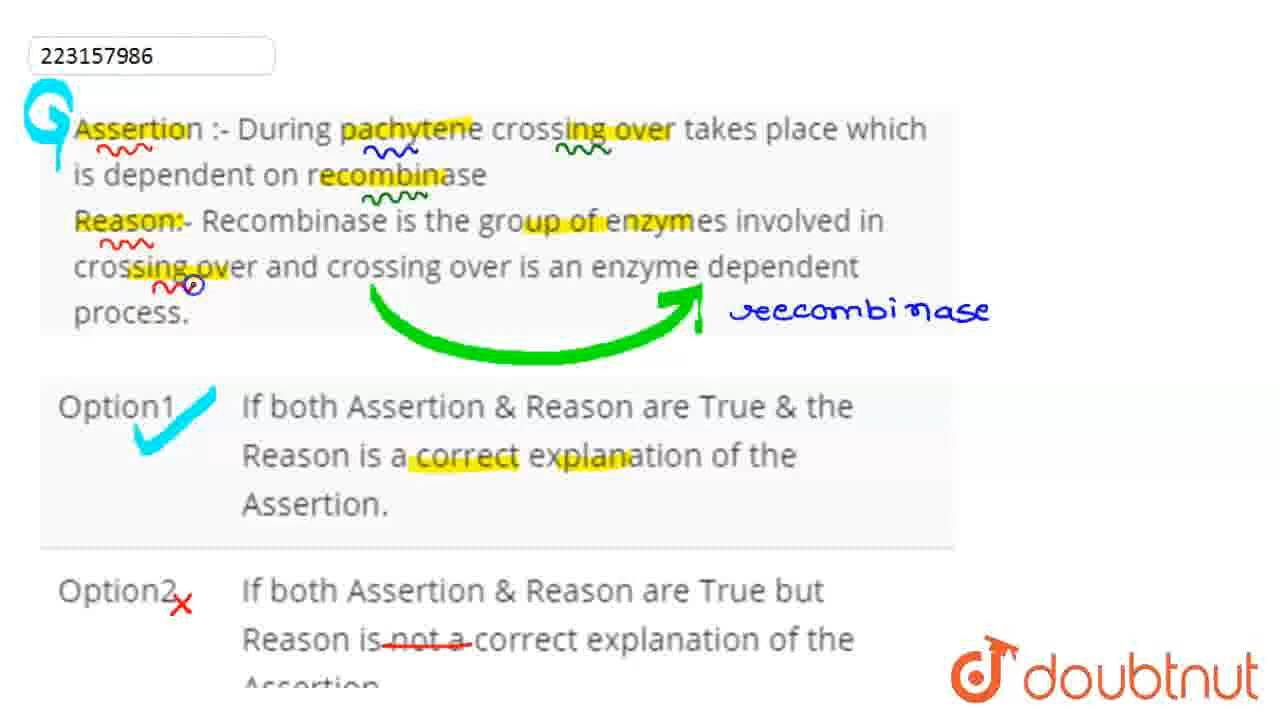 223157986
Q
Assertion :- During pachytene crossing over takes place which
is dependent on recombinase
Reason:- Recombinase is the group of enzymes involved in
crossing over and crossing over is an enzyme dependent
process.
reecombinase
Option1 If both Assertion & Reason are True & the
Reason is a correct explanation of the
Assertion.
Option2 If both Assertion & Reason are True but
Reason is not a correct explanation of the
Assertion
doubtnut